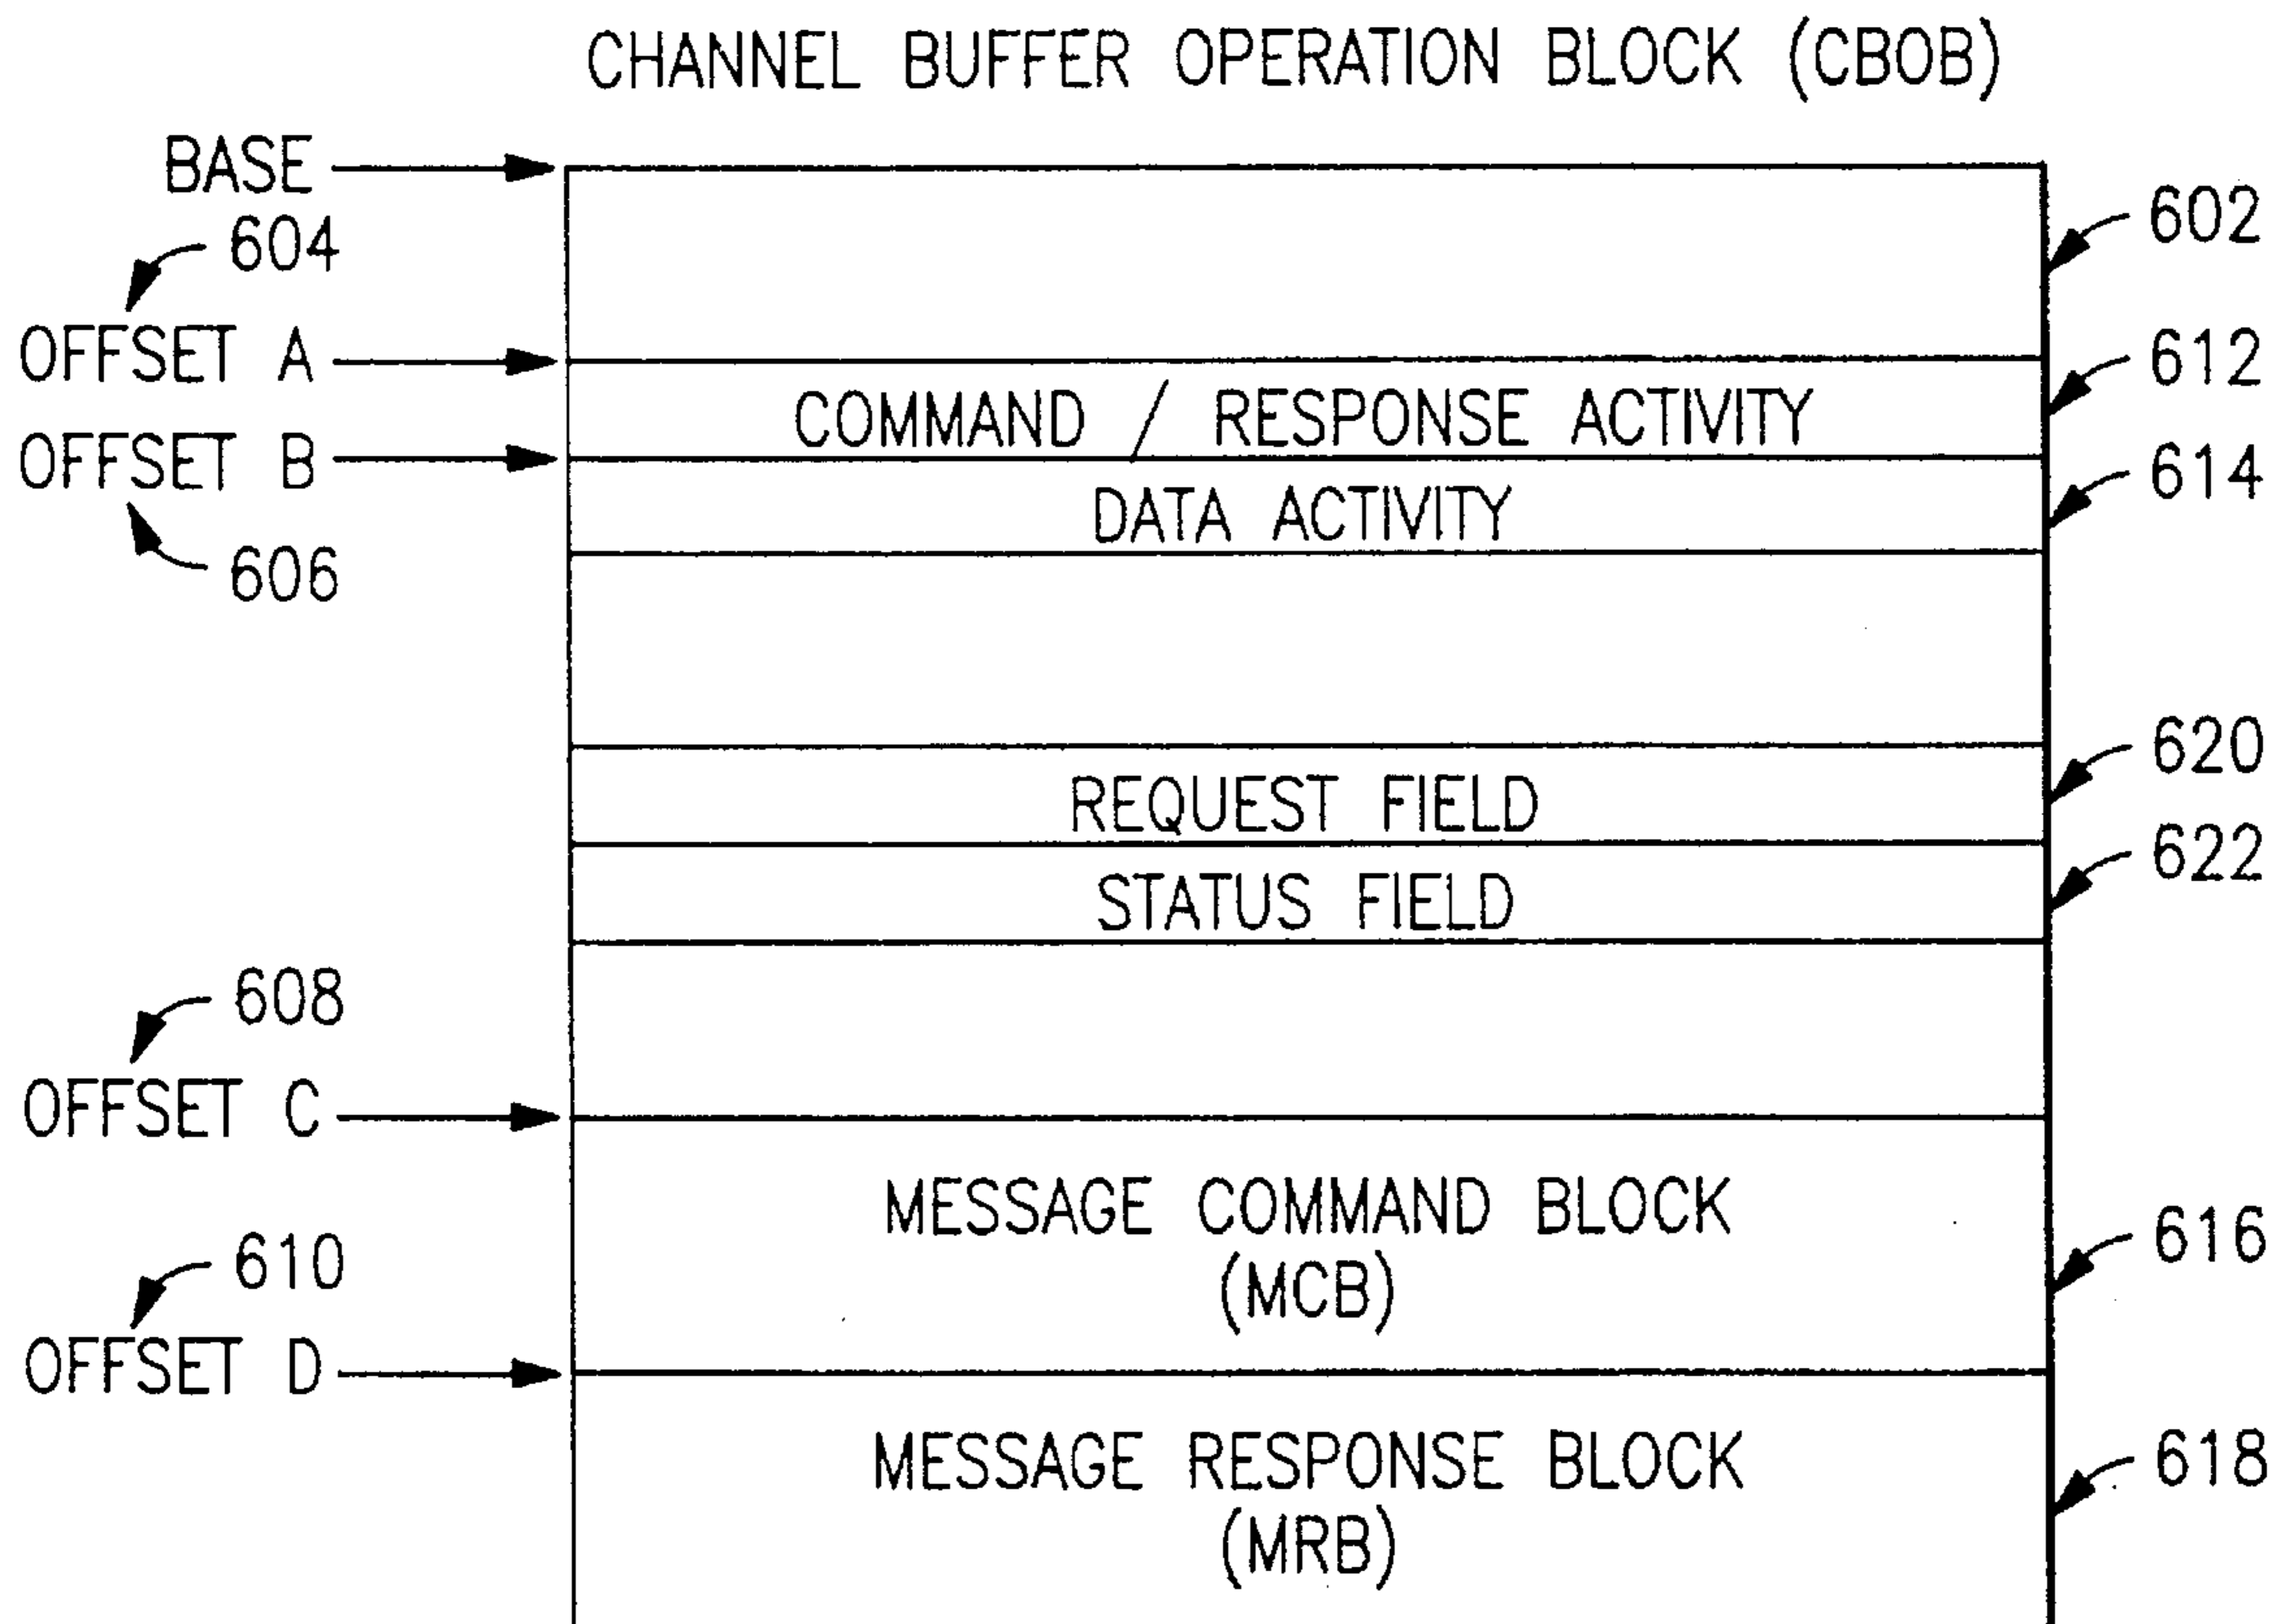 CHANNEL BUFFER OPERATION BLOCK (CBOB)
BASE
602
604
OFFSET A
612
COMMAND / RESPONSE ACTIVITY
OFFSET B
614
DATA ACTIVITY
606
620
REQUEST FIELD
622
STATUS FIELD
608
OFFSET C
MESSAGE COMMAND BLOCK
(MCB)
616
610
OFFSET D
MESSAGE RESPONSE BLOCK
(MRB)
618